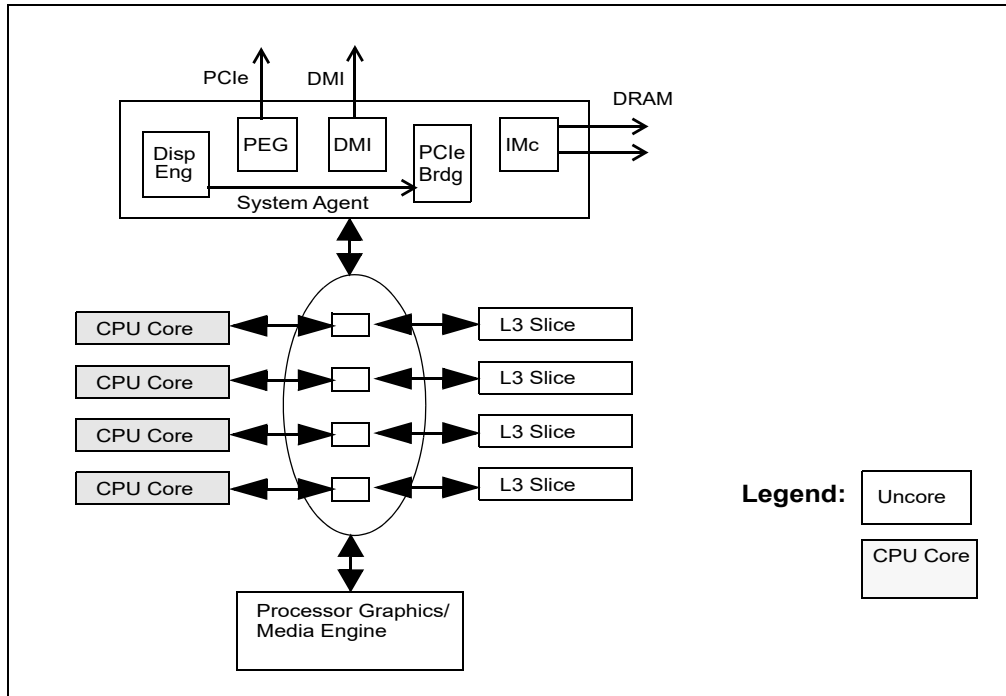 PCIe
DMI
DRAM
Disp
Eng
PEG
DMI
PCIe
Brdg
IMc
System Agent
CPU Core
L3 Slice
CPU Core
L3 Slice
CPU Core
L3 Slice
CPU Core
L3 Slice
Legend:
Uncore
CPU Core
Processor Graphics/
Media Engine